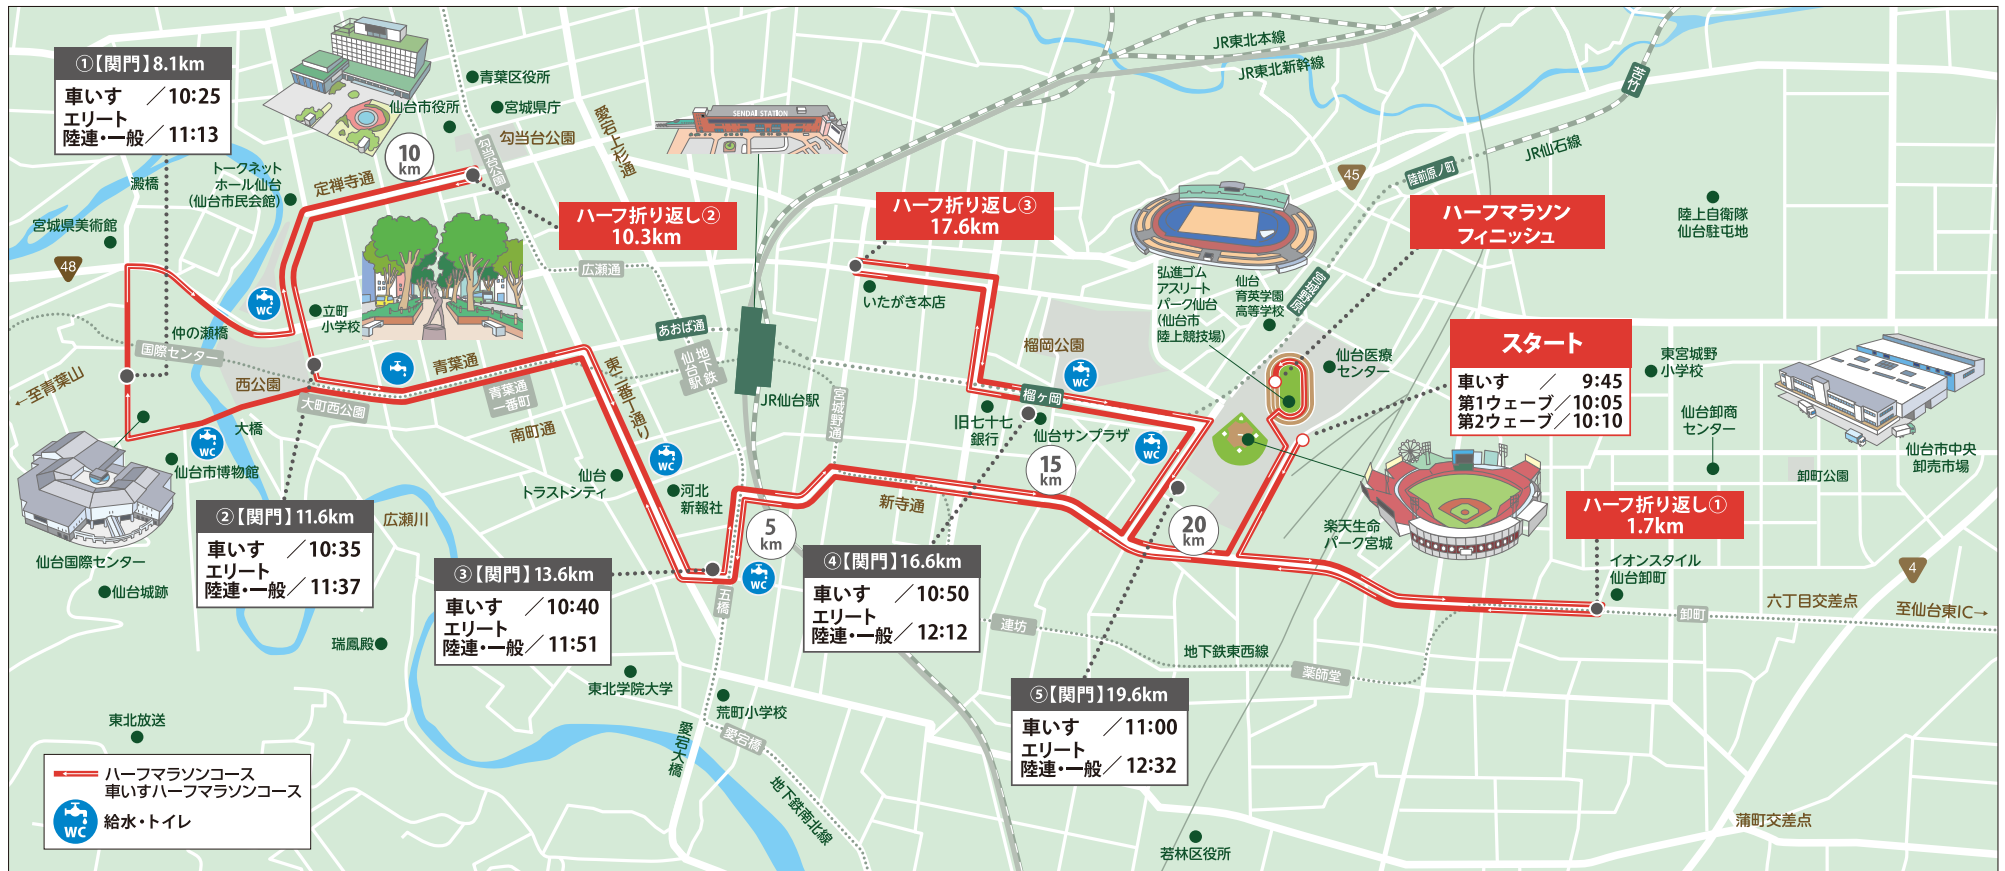 ①【関門】8.1km
車いす ／10:25
エリート
陸連・一般／11:13
澱橋
宮城県美術館
48
トークネット
ホール仙台
(仙台市民会館)
仙台市役所
青葉区役所
宮城県庁
勾当台公園
勾当台公園
定禅寺通
10
km
愛宕上杉通
SENDAI STATION
ハーフ折り返し②
10.3km
広瀬通
WC
立町
小学校
仲の瀬橋
国際センター
←至青葉山
西公園
大町西公園
大橋
WC
仙台市博物館
仙台国際センター
仙台城跡
青葉通
青葉通
一番町
南町通
東二番丁通り
あおば通
地下鉄
仙台駅
JR仙台駅
宮城野通
仙台
トラストシティ
WC
河北
新報社
広瀬川
②【関門】11.6km
車いす ／10:35
エリート
陸連・一般／11:37
③【関門】13.6km
車いす ／10:40
エリート
陸連・一般／11:51
5
km
WC
五橋
瑞鳳殿
東北学院大学
荒町小学校
愛宕大橋
愛宕橋
地下鉄南北線
東北放送
ハーフマラソンコース
車いすハーフマラソンコース
WC
給水・トイレ
JR東北本線
JR東北新幹線
苦竹
JR仙石線
陸前原ノ町
45
ハーフ折り返し③
17.6km
いたがき本店
榴岡公園
WC
榴ヶ岡
旧七十七
銀行
仙台サンプラザ
WC
15
km
新寺通
弘進ゴム
アスリート
パーク仙台
(仙台市
陸上競技場)
仙台
育英学園
高等学校
宮城野原
ハーフマラソン
フィニッシュ
仙台医療
センター
スタート
車いす ／ 9:45
第1ウェーブ／10:05
第2ウェーブ／10:10
楽天生命
パーク宮城
20
km
④【関門】16.6km
車いす ／10:50
エリート
陸連・一般／12:12
⑤【関門】19.6km
車いす ／11:00
エリート
陸連・一般／12:32
連坊
地下鉄東西線
薬師堂
若林区役所
陸上自衛隊
仙台駐屯地
東宮城野
小学校
仙台卸商
センター
卸町公園
仙台市中央
卸売市場
ハーフ折り返し①
1.7km
イオンスタイル
仙台卸町
卸町
4
六丁目交差点
至仙台東IC→
蒲町交差点